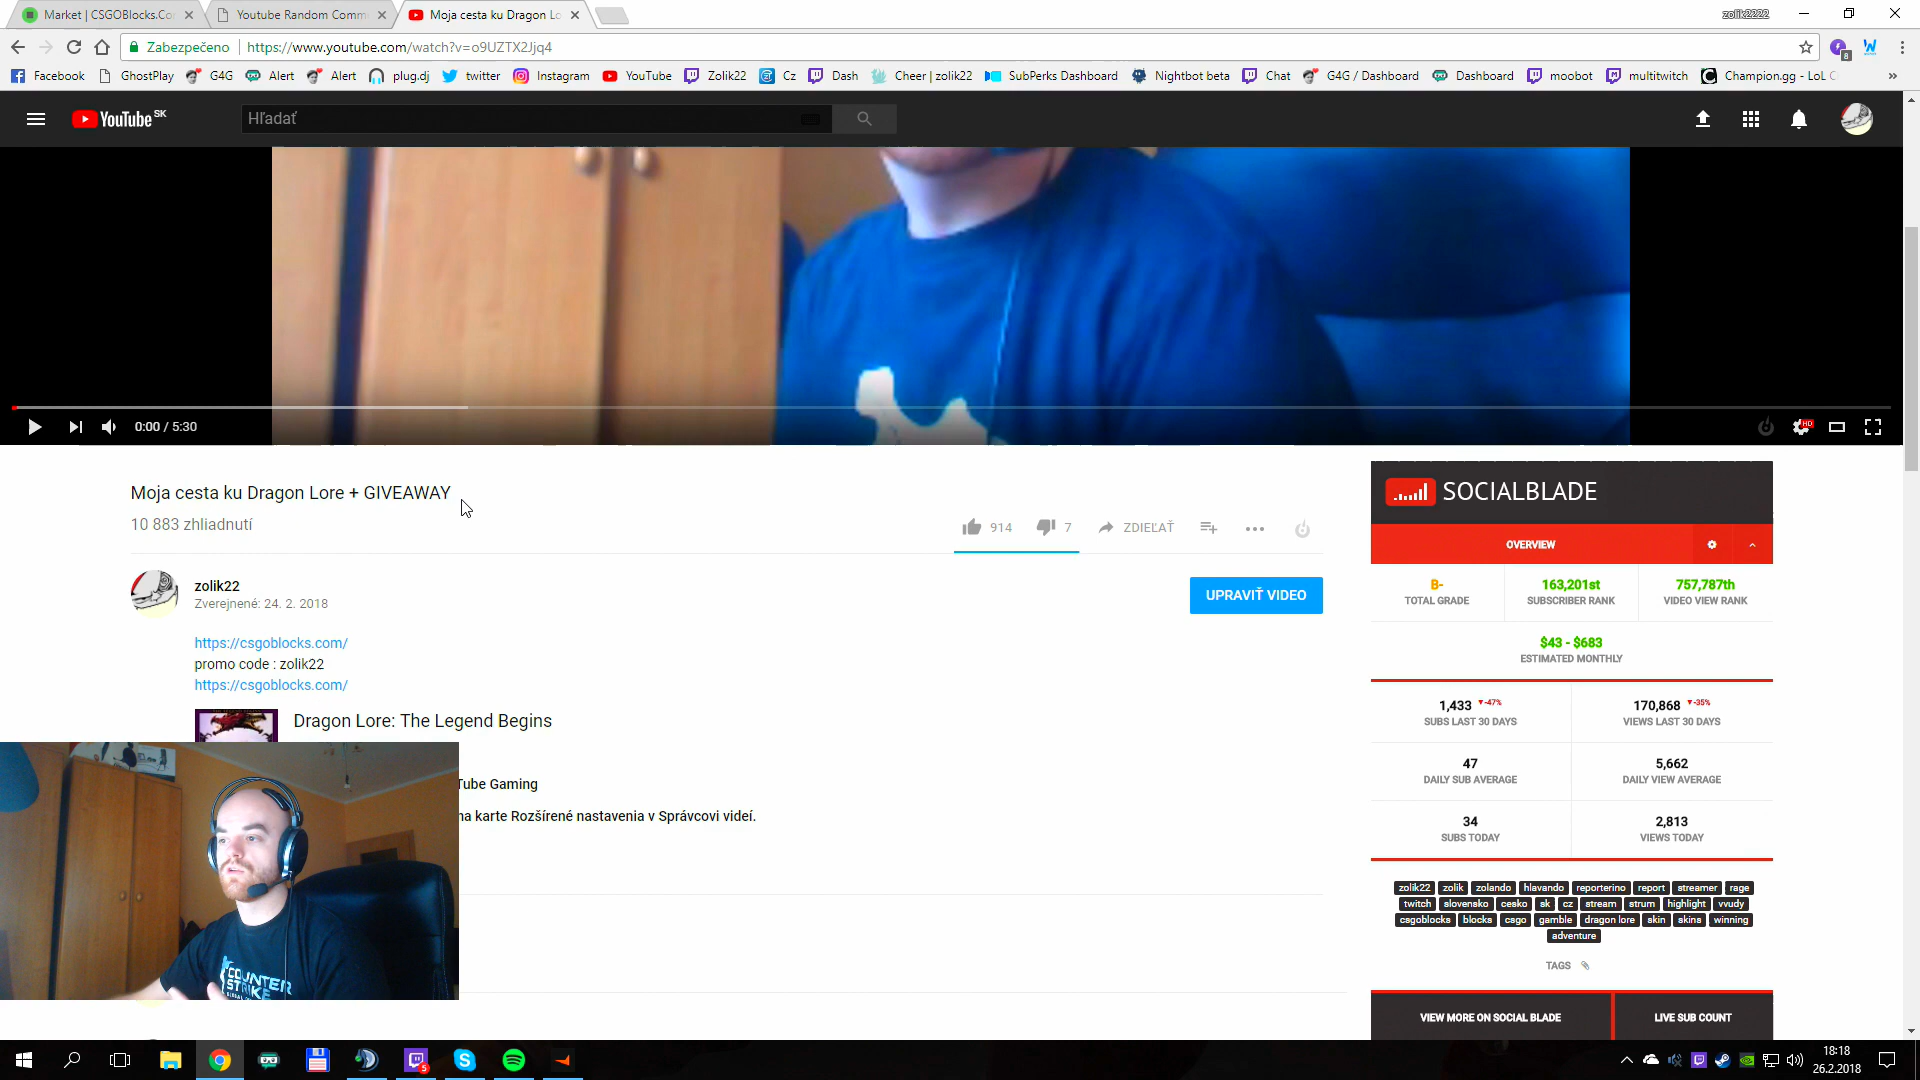 Market | CSGOBlocks.Co
Youtube Random Comm
Moja cesta ku Dragon Lo
zolik2222
Zabezpečeno
https://www.youtube.com/watch?v=o9UZTX2Jjq4
8
Facebook
GhostPlay
G4G
Alert
Alert
plug.dj
twitter
Instagram
YouTube
Zolik22
Cz
Dash
Cheer | zolik22
SubPerks Dashboard
Nightbot beta
Chat
G4G / Dashboard
Dashboard
moobot
multitwitch
Champion.gg - LoL C
»
YouTube SK
Hľadať
0:00 / 5:30
HD
Moja cesta ku Dragon Lore + GIVEAWAY
10 883 zhliadnutí
914
7
ZDIEĽAŤ
zolik22
Zverejnené: 24. 2. 2018
UPRAVIŤ VIDEO
https://csgoblocks.com/
promo code : zolik22
https://csgoblocks.com/
Dragon Lore: The Legend Begins
Tube Gaming
na karte Rozšírené nastavenia v Správcovi videí.
COUNTER
STRIKE
SOCIALBLADE
OVERVIEW
B-
TOTAL GRADE
163,201st
SUBSCRIBER RANK
757,787th
VIDEO VIEW RANK
$43 - $683
ESTIMATED MONTHLY
1,433 ▼-47%
SUBS LAST 30 DAYS
170,868 ▼-35%
VIEWS LAST 30 DAYS
47
DAILY SUB AVERAGE
5,662
DAILY VIEW AVERAGE
34
SUBS TODAY
2,813
VIEWS TODAY
zolik22 zolik zolando hlavando reporterino report streamer rage
twitch slovensko cesko sk cz stream strum highlight vvudy
csgoblocks blocks csgo gamble dragon lore skin skins winning
adventure
TAGS
VIEW MORE ON SOCIAL BLADE
LIVE SUB COUNT
5
18:18
26.2.2018